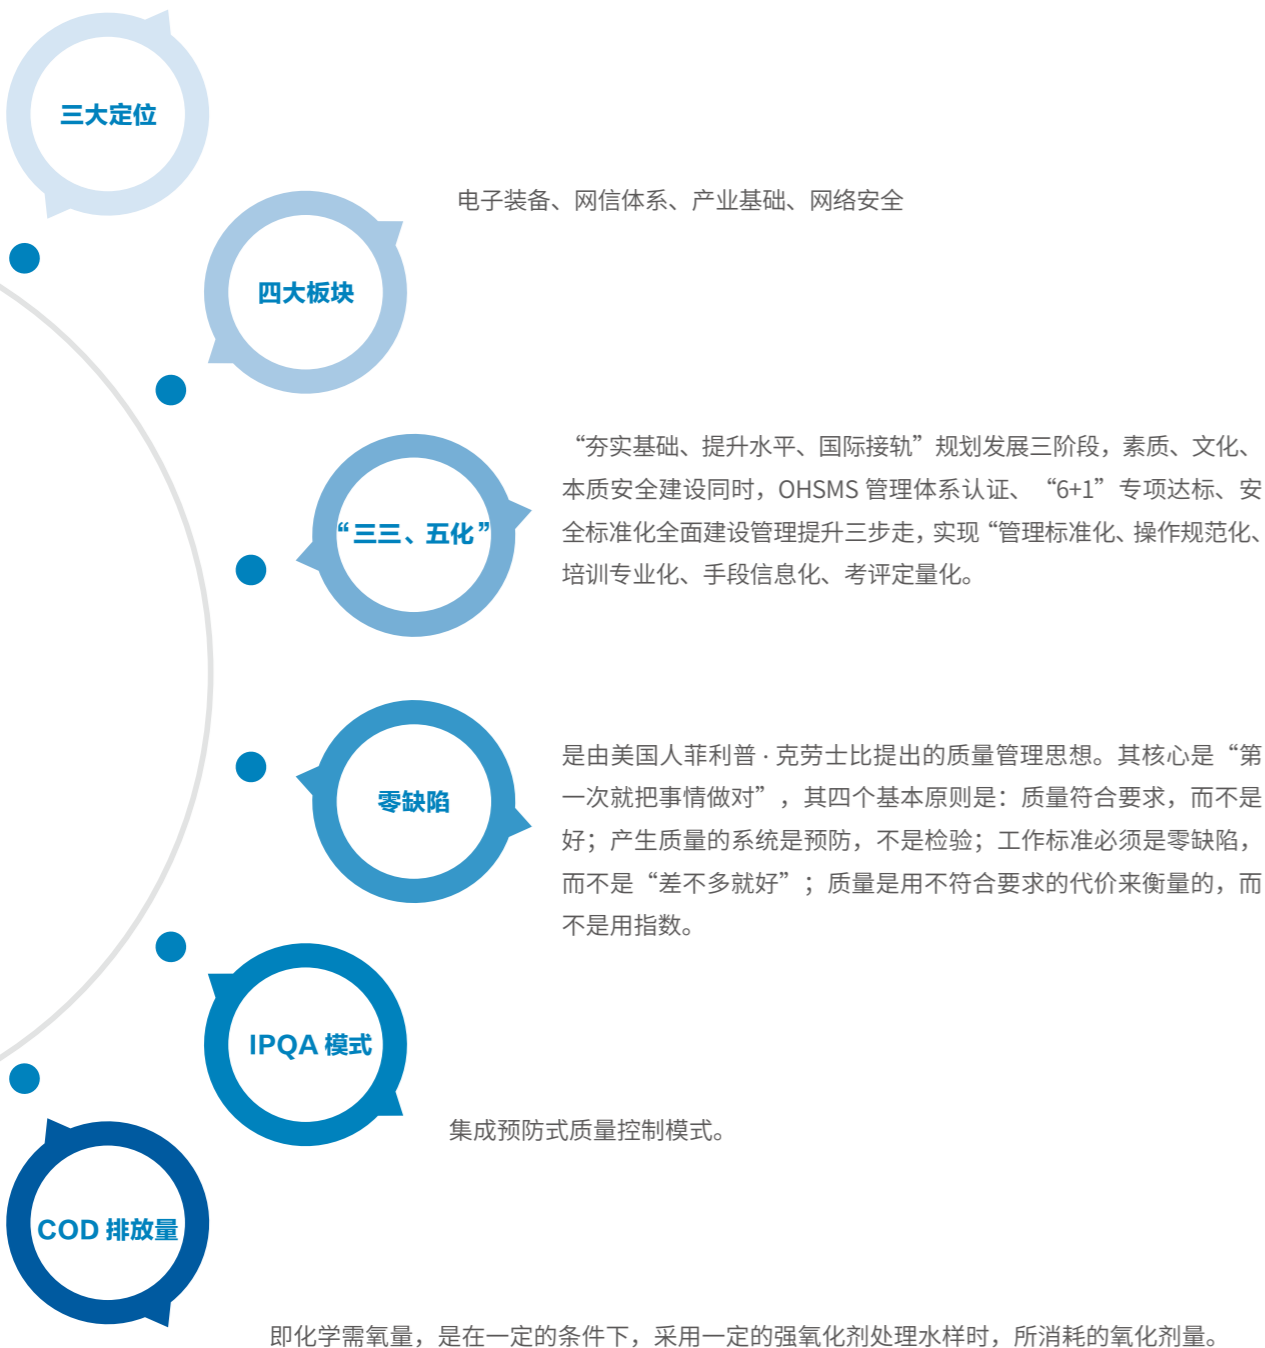 三大定位
电子装备、网信体系、产业基础、网络安全
四大板块
“夯实基础、提升水平、国际接轨”规划发展三阶段，素质、文化、
本质安全建设同时，OHSMS 管理体系认证、“6+1”专项达标、安
全标准化全面建设管理提升三步走，实现“管理标准化、操作规范化、
培训专业化、手段信息化、考评定量化。
“三三、五化”
是由美国人菲利普·克劳士比提出的质量管理思想。其核心是“第
一次就把事情做对”，其四个基本原则是：质量符合要求，而不是
好；产生质量的系统是预防，不是检验；工作标准必须是零缺陷，
而不是“差不多就好”；质量是用不符合要求的代价来衡量的，而
不是用指数。
零缺陷
IPQA 模式
集成预防式质量控制模式。
COD 排放量
即化学需氧量，是在一定的条件下，采用一定的强氧化剂处理水样时，所消耗的氧化剂量。